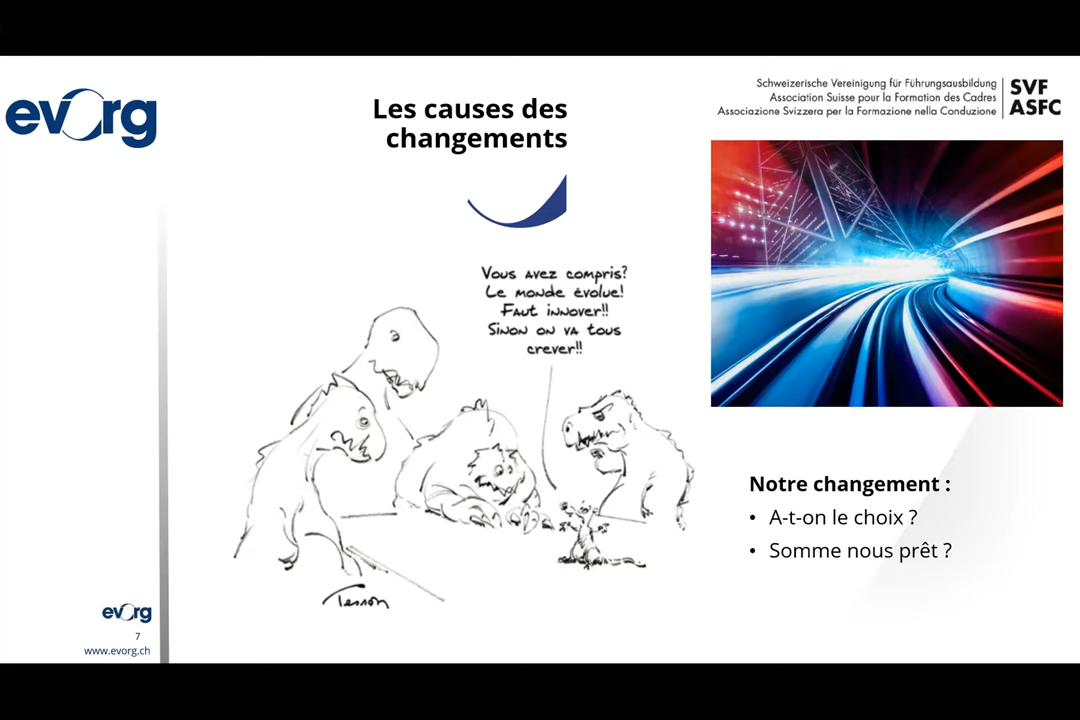 evorg
Les causes des
changements
Schweizerische Vereinigung für Führungsausbildung
Association Suisse pour la Formation des Cadres
Associazione Svizzera per la Formazione nella Conduzione
SVF
ASFC
Vous avez compris?
Le monde évolue!
Faut innover!!
Sinon on va tous
crever!!
Tesson
Notre changement :
• A-t-on le choix ?
• Somme nous prêt ?
evorg
7
www.evorg.ch